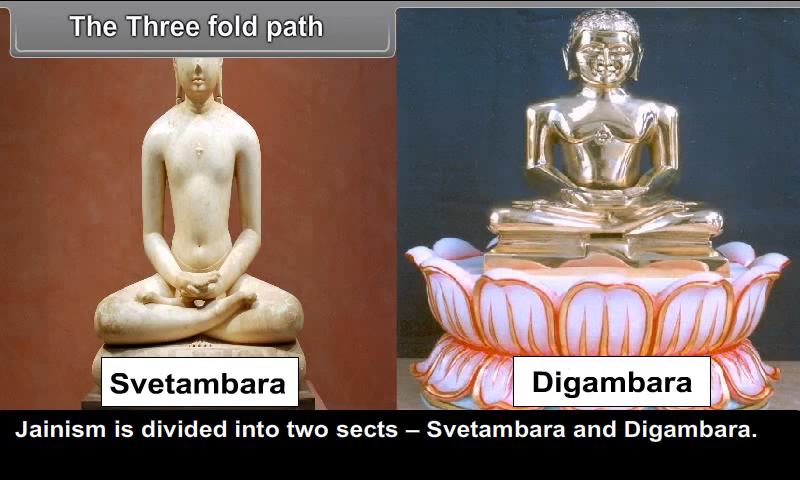 The Three fold path
Svetambara
Digambara
Jainism is divided into two sects – Svetambara and Digambara.